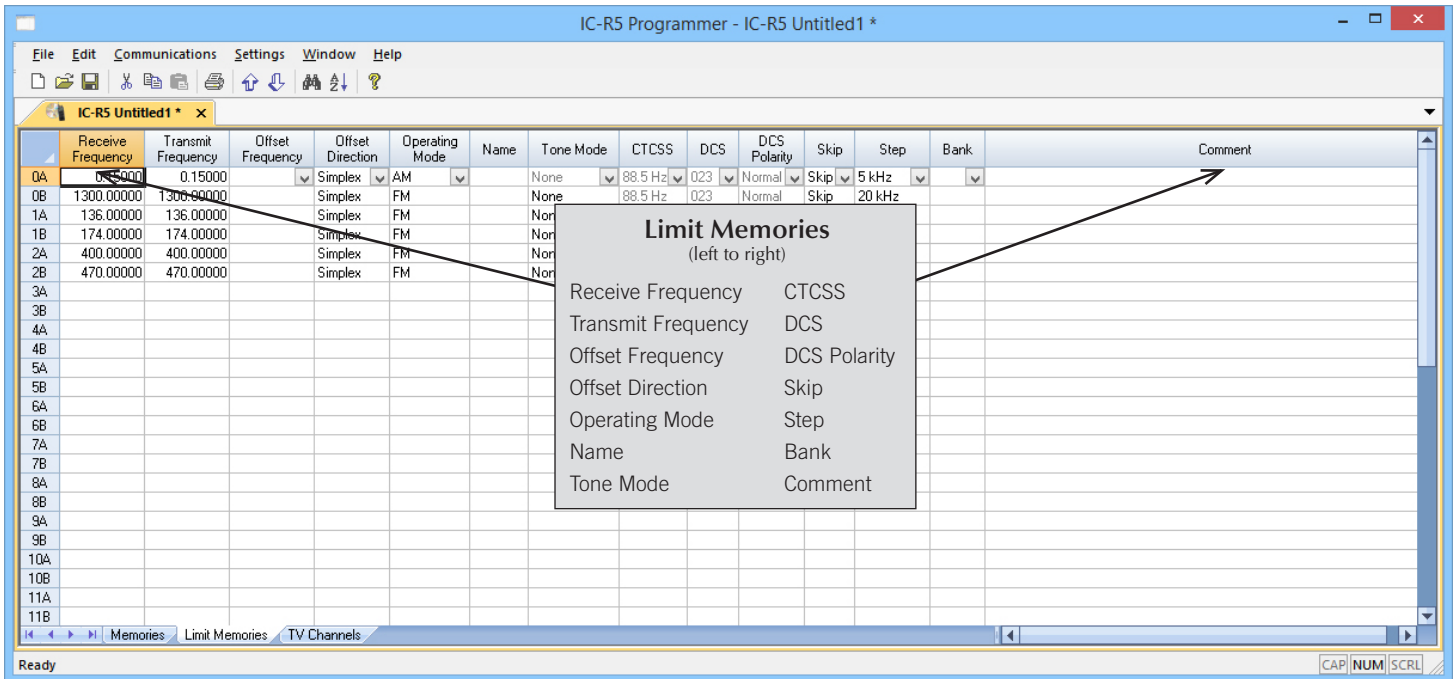 IC-R5 Programmer - IC-R5 Untitled1 *
File Edit Communications Settings Window Help
IC-R5 Untitled1 * x
Receive Frequency Transmit Frequency Offset Frequency Offset Direction Operating Mode Name Tone Mode CTCSS DCS DCS Polarity Skip Step Bank Comment
0A 0.15000 0.15000 Simplex AM None 88.5 Hz 023 Normal Skip 5 kHz
0B 1300.00000 1300.00000 Simplex FM None 88.5 Hz 023 Normal Skip 20 kHz
1A 136.00000 136.00000 Simplex FM
1B 174.00000 174.00000 Simplex FM
2A 400.00000 400.00000 Simplex FM
2B 470.00000 470.00000 Simplex FM
3A
3B
4A
4B
5A
5B
6A
6B
7A
7B
8A
8B
9A
9B
10A
10B
11A
11B
Limit Memories
(left to right)
Receive Frequency CTCSS
Transmit Frequency DCS
Offset Frequency DCS Polarity
Offset Direction Skip
Operating Mode Step
Name Bank
Tone Mode Comment
Memories Limit Memories TV Channels
Ready CAP NUM SCRL